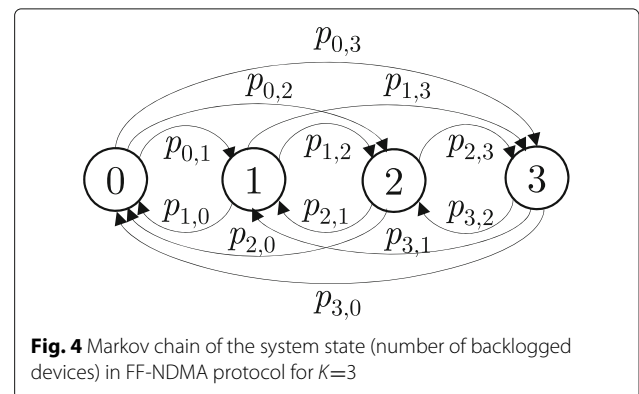 p0,3
p0,2 p1,3
p0,1 p1,2 p2,3
0 1 2 3
p1,0 p2,1 p3,2
p2,0 p3,1
p3,0
Fig. 4 Markov chain of the system state (number of backlogged
devices) in FF-NDMA protocol for K=3